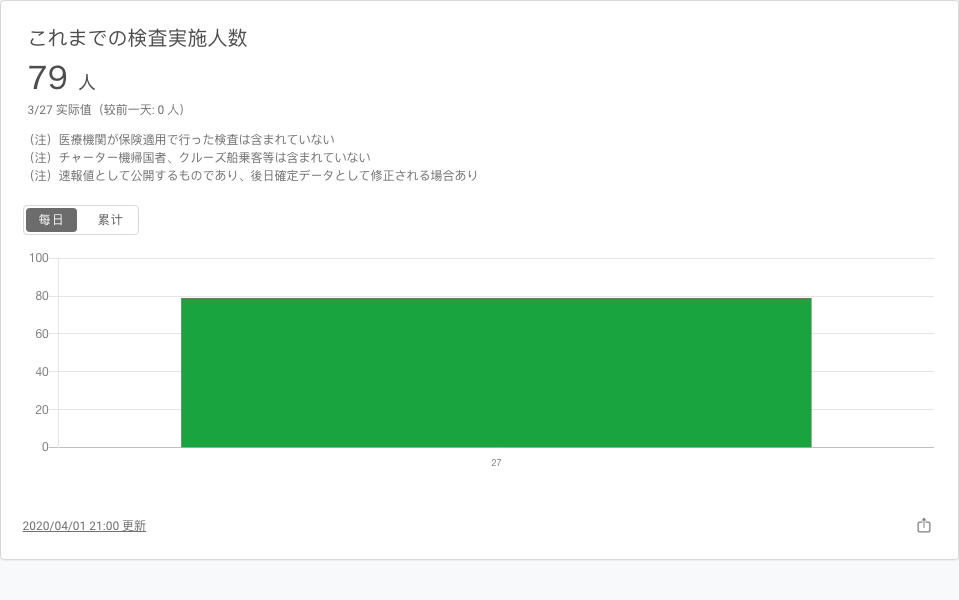 これまでの検査実施人数
79 人
3/27 实际值（较前一天: 0 人）
（注）医療機関が保険適用で行った検査は含まれていない
（注）チャーター機帰国者、クルーズ船乗客等は含まれていない
（注）速報値として公開するものであり、後日確定データとして修正される場合あり
每日 累计
100
80
60
40
20
0
27
2020/04/01 21:00 更新